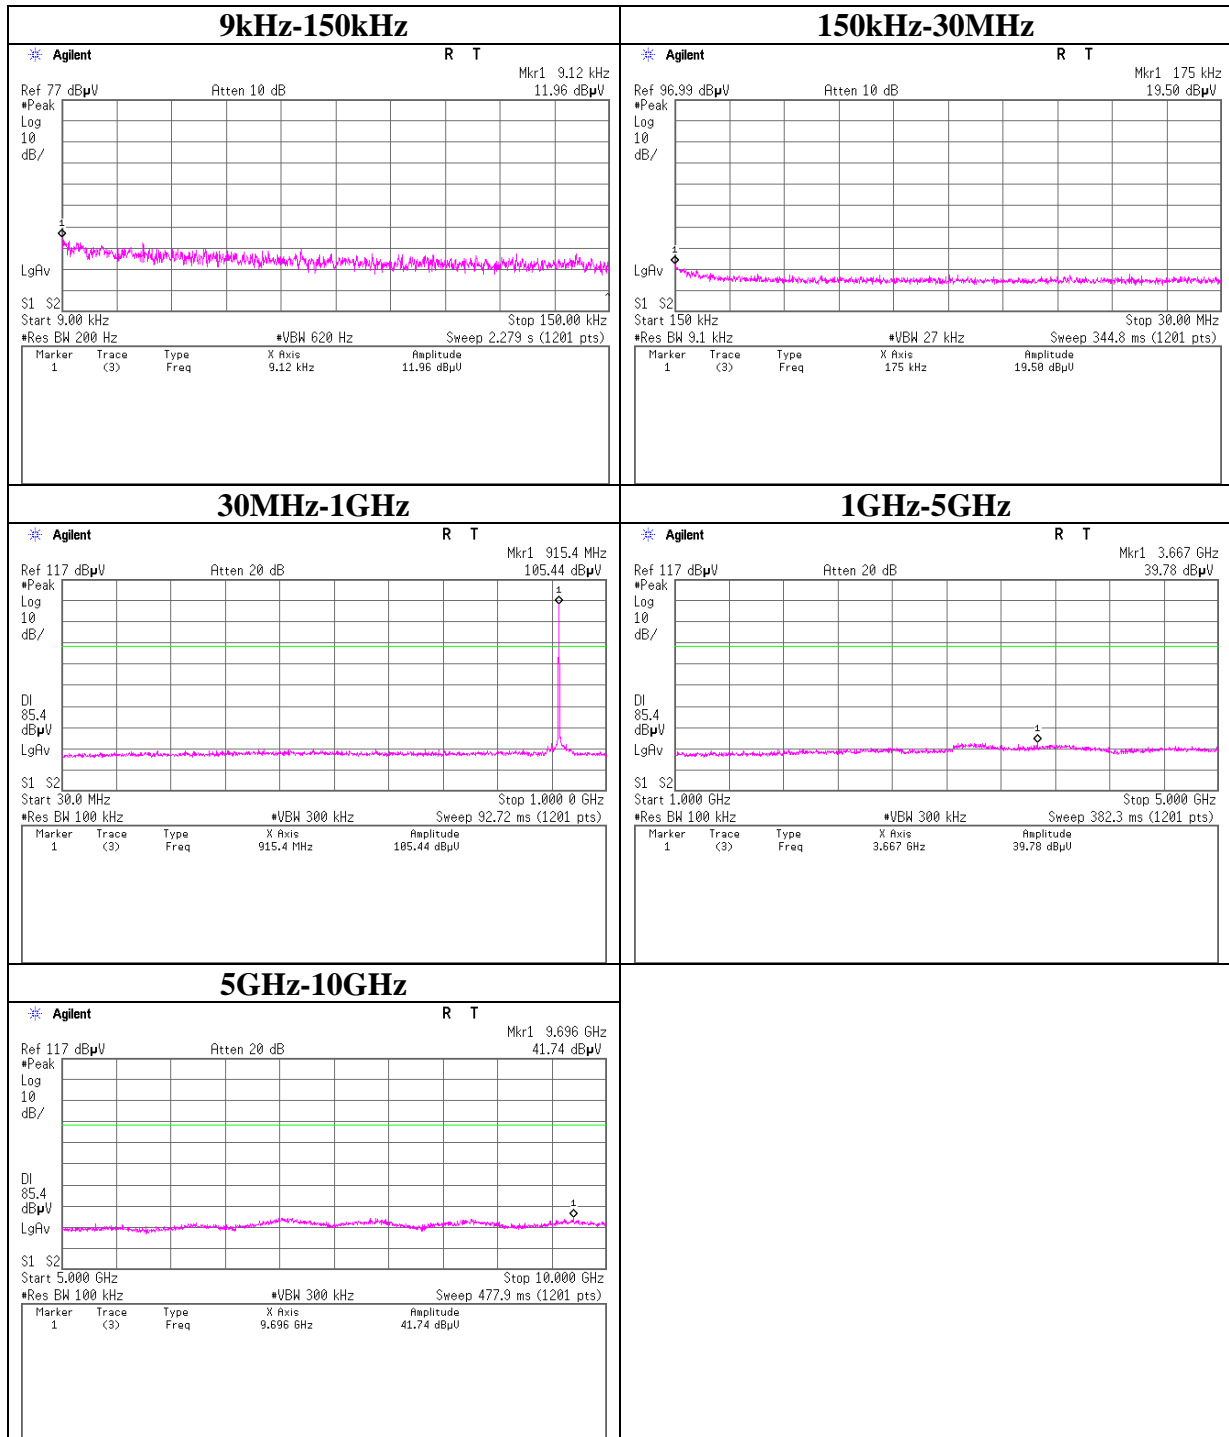 9kHz-150kHz
Agilent R T
Mkr1 9.12 kHz
Ref 77 dBµV Atten 10 dB 11.96 dBµV
#Peak
Log
10
dB/
1
LgAv
S1 S2
Start 9.00 kHz Stop 150.00 kHz
#Res BW 200 Hz #VBW 620 Hz Sweep 2.279 s (1201 pts)
Marker Trace Type X Axis Amplitude
1 (3) Freq 9.12 kHz 11.96 dBµV
150kHz-30MHz
Agilent R T
Mkr1 175 kHz
Ref 96.99 dBµV Atten 10 dB 19.50 dBµV
#Peak
Log
10
dB/
1
LgAv
S1 S2
Start 150 kHz Stop 30.00 MHz
#Res BW 9.1 kHz #VBW 27 kHz Sweep 344.8 ms (1201 pts)
Marker Trace Type X Axis Amplitude
1 (3) Freq 175 kHz 19.50 dBµV
30MHz-1GHz
Agilent R T
Mkr1 915.4 MHz
Ref 117 dBµV Atten 20 dB 105.44 dBµV
#Peak
Log
10
dB/
1
DI
85.4
dBµV
LgAv
S1 S2
Start 30.0 MHz Stop 1.000 0 GHz
#Res BW 100 kHz #VBW 300 kHz Sweep 92.72 ms (1201 pts)
Marker Trace Type X Axis Amplitude
1 (3) Freq 915.4 MHz 105.44 dBµV
1GHz-5GHz
Agilent R T
Mkr1 3.667 GHz
Ref 117 dBµV Atten 20 dB 39.78 dBµV
#Peak
Log
10
dB/
DI
85.4
dBµV
1
LgAv
S1 S2
Start 1.000 GHz Stop 5.000 GHz
#Res BW 100 kHz #VBW 300 kHz Sweep 382.3 ms (1201 pts)
Marker Trace Type X Axis Amplitude
1 (3) Freq 3.667 GHz 39.78 dBµV
5GHz-10GHz
Agilent R T
Mkr1 9.696 GHz
Ref 117 dBµV Atten 20 dB 41.74 dBµV
#Peak
Log
10
dB/
DI
85.4
dBµV
1
LgAv
S1 S2
Start 5.000 GHz Stop 10.000 GHz
#Res BW 100 kHz #VBW 300 kHz Sweep 477.9 ms (1201 pts)
Marker Trace Type X Axis Amplitude
1 (3) Freq 9.696 GHz 41.74 dBµV